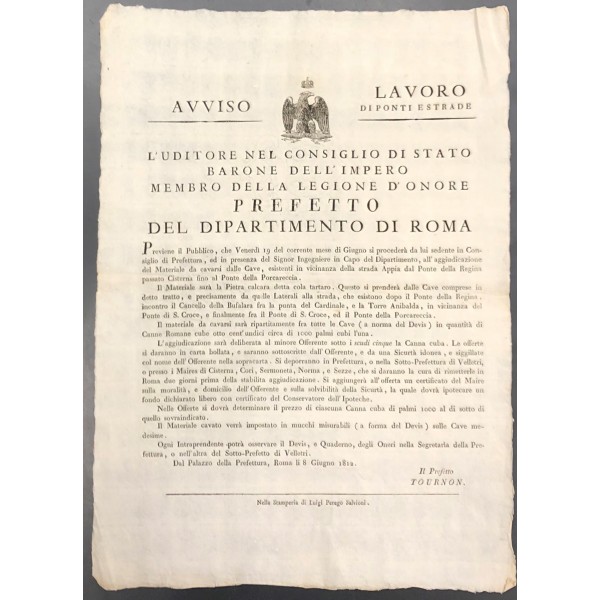 AVVISO
LAVORO
DI PONTI E STRADE
L'UDITORE NEL CONSIGLIO DI STATO
BARONE DELL'IMPERO
MEMBRO DELLA LEGIONE D'ONORE
PREFETTO
DEL DIPARTIMENTO DI ROMA
Previene il Pubblico, che Venerdì 19 del corrente mese di Giugno si procederà da lui sedente in Con-
siglio di Prefettura, ed in presenza del Signor Ingegniere in Capo del Dipartimento, all'aggiudicazione
del Materiale da cavarsi dalle Cave, esistenti in vicinanza della strada Appia dal Ponte della Regina
passato Cisterna fino al Ponte della Porcareccia.
Il Materiale sarà la Pietra calcara detta cola tartaro. Questo si prenderà dalle Cave comprese in
detto tratto, e precisamente da quelle Laterali alla strada, che esistono dopo il Ponte della Regina,
incontro il Cancello della Bufalara fra la ponta del Cardinale, e la Torre Anibalda, in vicinanza del
Ponte di S. Croce, e finalmente fra il Ponte di S. Croce, ed il Ponte della Porcareccia.
Il materiale da cavarsi sarà ripartitamente fra tutte le Cave (a norma del Devis) in quantità di
Canne Romane cube otto cent'undici circa di 1000 palmi cubi l'una.
L'aggiudicazione sarà deliberata al minore Offerente sotto i scudi cinque la Canna cuba. Le offerte
si daranno in carta bollata, e saranno sottoscritte dall'Offerente, e da una Sicurtà idonea, e sigillate
col nome dell'Offerente nella sopracarta. Si deporranno in Prefettura, o nella Sotto-Prefettura di Velletri,
o presso i Maires di Cisterna, Cori, Sermoneta, Norma, e Sezze, che si daranno la cura di rimetterle in
Roma due giorni prima della stabilita aggiudicazione. Si aggiungerà all'offerta un certificato del Maire
sulla moralità, e domicilio dell'Offerente e sulla solvibilità della Sicurtà, la quale dovrà ipotecare un
fondo dichiarato libero con certificato del Conservatore dell'Ipoteche.
Nelle Offerte si dovrà determinare il prezzo di ciascuna Canna cuba di palmi 1000 al di sotto di
quello sovraindicato.
Il Materiale cavato verrà impostato in mucchi misurabili (a forma del Devis) sulle Cave me-
desime.
Ogni Intraprendente potrà osservare il Devis, e Quaderno, degli Oneri nella Segretaria della Pre-
fettura, o nell'altra del Sotto-Prefetto di Velletri.
Dal Palazzo della Prefettura, Roma li 8 Giugno 1812.
Il Prefetto
TOURNON.
Nella Stamperia di Luigi Perego Salvioni.